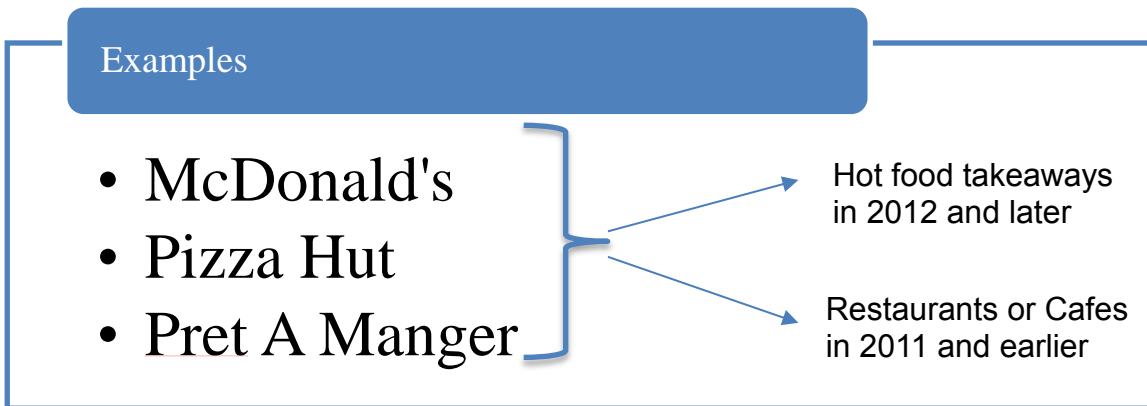 Examples
• McDonald's
• Pizza Hut
• Pret A Manger
Hot food takeaways
in 2012 and later
Restaurants or Cafes
in 2011 and earlier